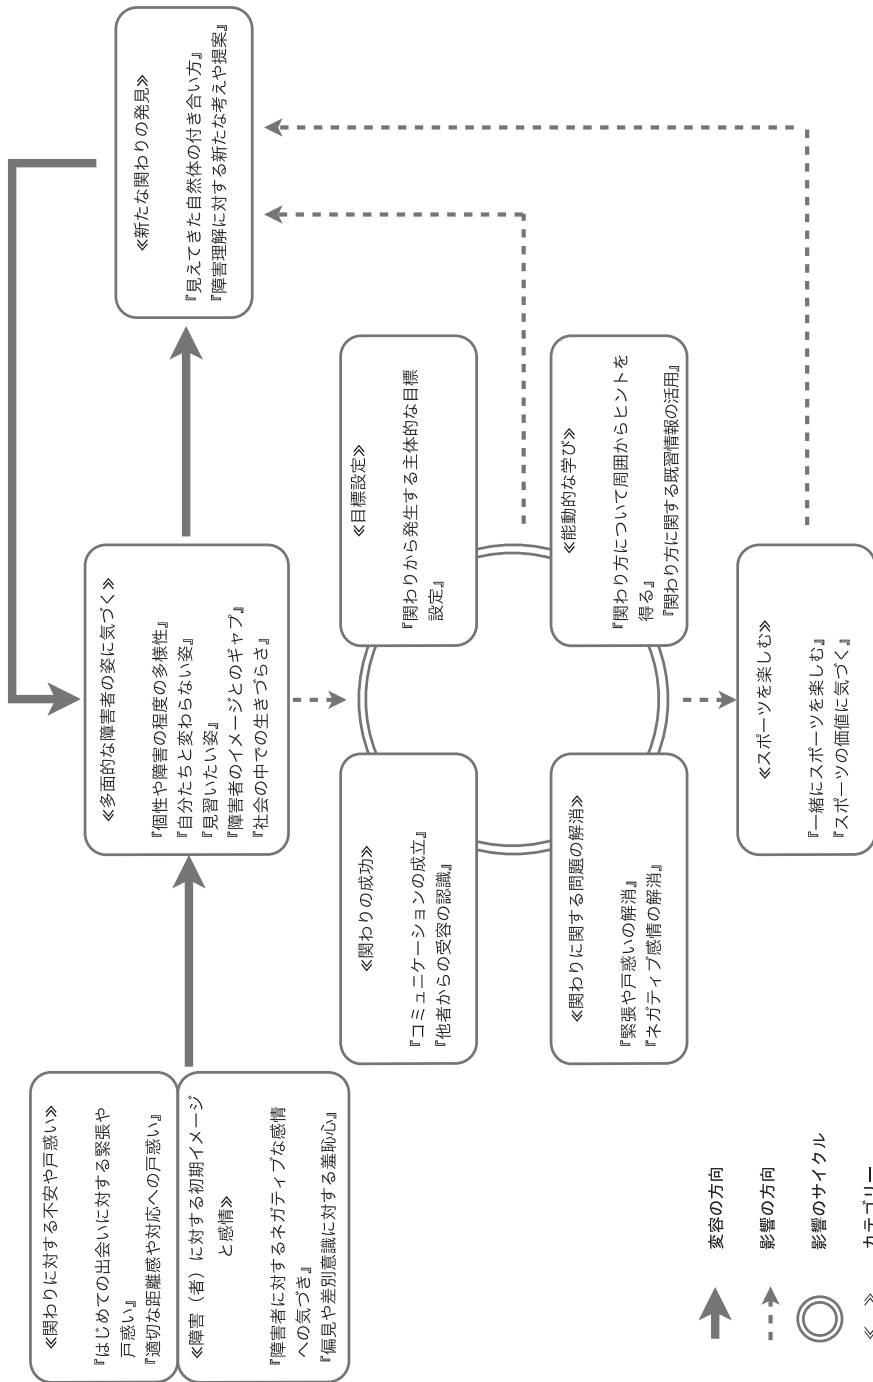 ≪関わりに対する不安や戸惑い≫
『はじめての出会いに対する緊張や
戸惑い』
『適切な距離感や対応への戸惑い』
≪障害（者）に対する初期イメージ
と感情≫
『障害者に対するネガティブな感情
への気づき』
『偏見や差別意識に対する羞恥心』
≪多面的な障害者の姿に気づく≫
『個性や障害の程度の多様性』
『自分たちと変わらない姿』
『見習いたい姿』
『障害者のイメージとのギャプ』
『社会の中での生きづらさ』
≪新たな関わりの発見≫
『見えてきた自然体の付き合い方』
『障害理解に対する新たな考えや提案』
≪関わりの成功≫
『コミュニケーションの成立』
『他者からの受容の認識』
≪目標設定≫
『関わりから発生する主体的な目標
設定』
≪関わりに関する問題の解消≫
『緊張や戸惑いの解消』
『ネガティブ感情の解消』
≪能動的な学び≫
『関わり方について周囲からヒントを
得る』
『関わり方に関する既習情報の活用』
≪スポーツを楽しむ≫
『一緒にスポーツを楽しむ』
『スポーツの価値に気づく』
変容の方向
影響の方向
影響のサイクル
≪ ≫ カテゴリー